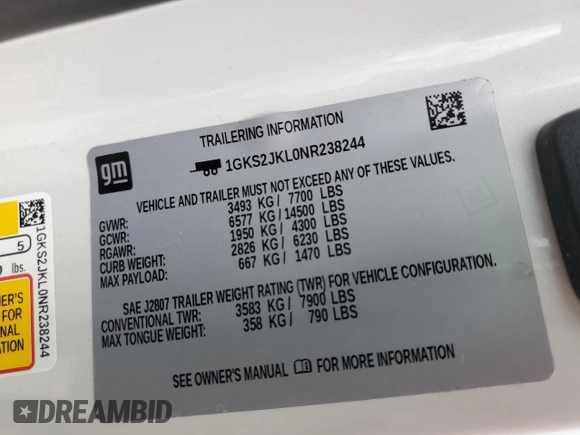 TRAILERING INFORMATION
gm
1GKS2JKL0NR238244
VEHICLE AND TRAILER MUST NOT EXCEED ANY OF THESE VALUES.
GVWR: 3493 KG / 7700 LBS
GCWR: 6577 KG / 14500 LBS
RGAWR: 1950 KG / 4300 LBS
CURB WEIGHT: 2826 KG / 6230 LBS
MAX PAYLOAD: 667 KG / 1470 LBS
SAE J2807 TRAILER WEIGHT RATING (TWR) FOR VEHICLE CONFIGURATION.
CONVENTIONAL TWR: 3583 KG / 7900 LBS
MAX TONGUE WEIGHT: 358 KG / 790 LBS
SEE OWNER'S MANUAL FOR MORE INFORMATION
5
lbs.
NER'S
FOR
ONAL
TION
1GKS2JKL0NR238244
DREAMBID